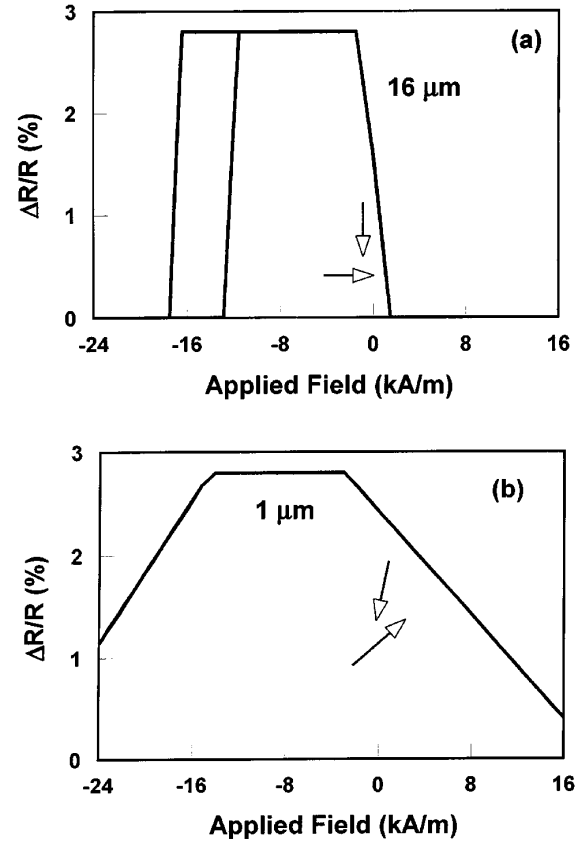 3
(a)
16 μm
2
ΔR/R (%)
1
0
-24 -16 -8 0 8 16
Applied Field (kA/m)
3
(b)
1 μm
2
ΔR/R (%)
1
0
-24 -16 -8 0 8 16
Applied Field (kA/m)